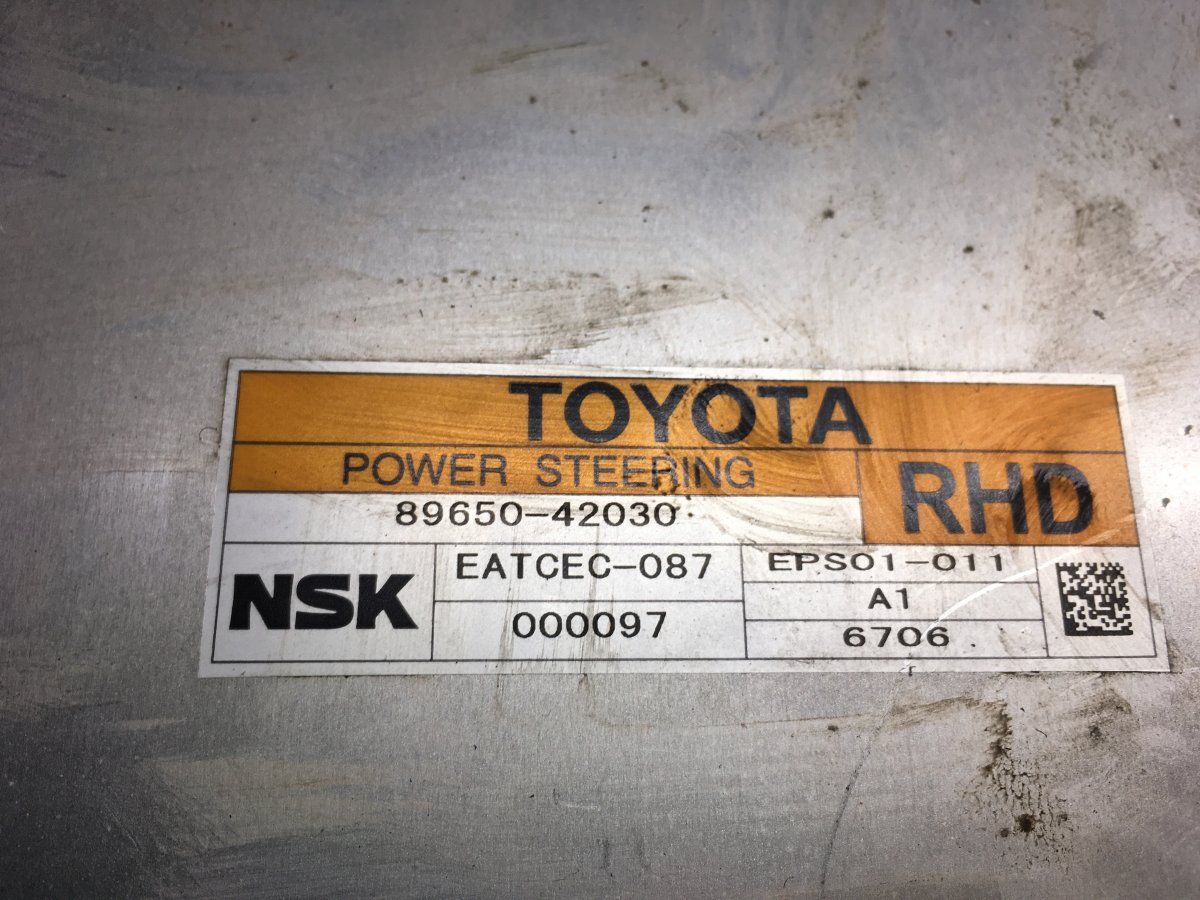 TOYOTA
POWER STEERING
RHD
89650-42030
NSK
EATCEC-087
000097
EPS01-011
A1
6706